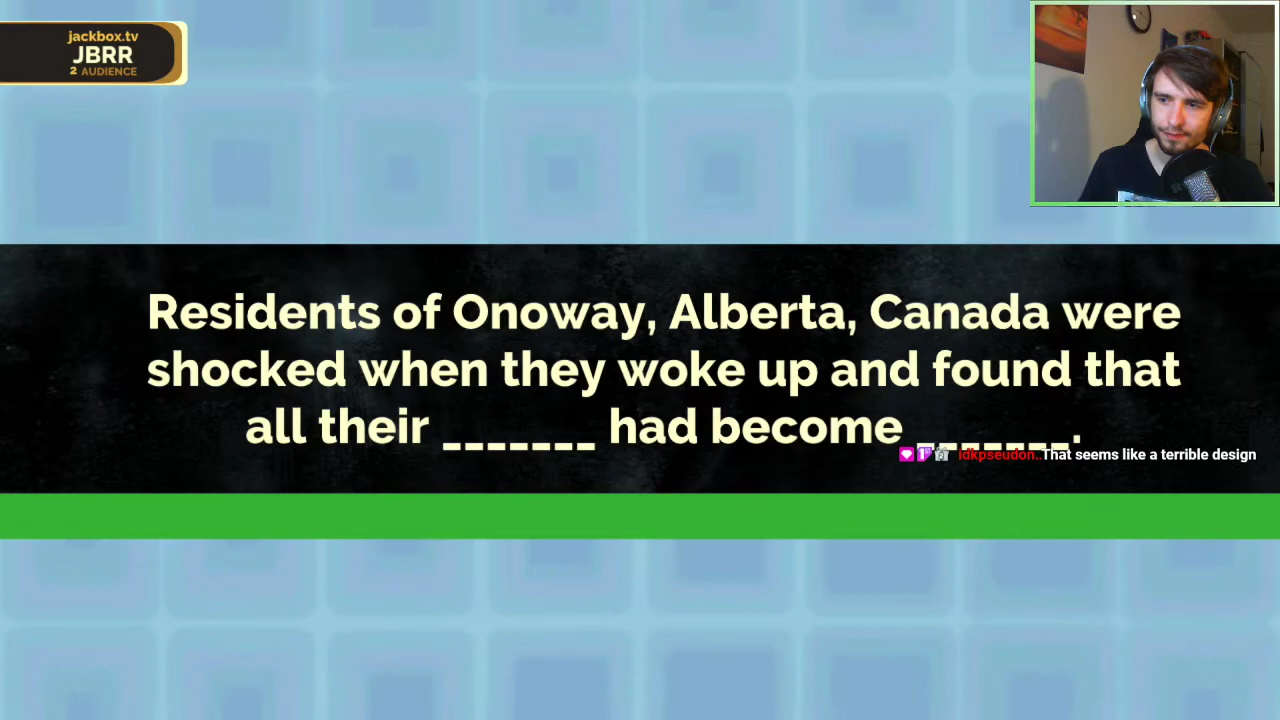 jackbox.tv
JBRR
2 AUDIENCE
Residents of Onoway, Alberta, Canada were
shocked when they woke up and found that
all their _______ had become _______.
idkpseudon..That seems like a terrible design